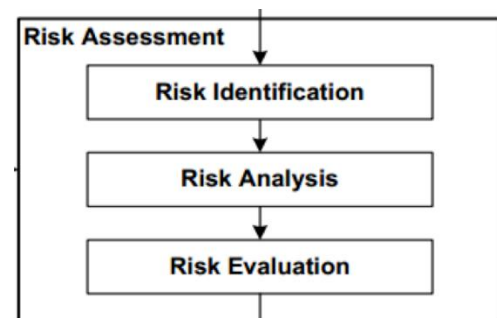 Risk Assessment
Risk Identification
Risk Analysis
Risk Evaluation